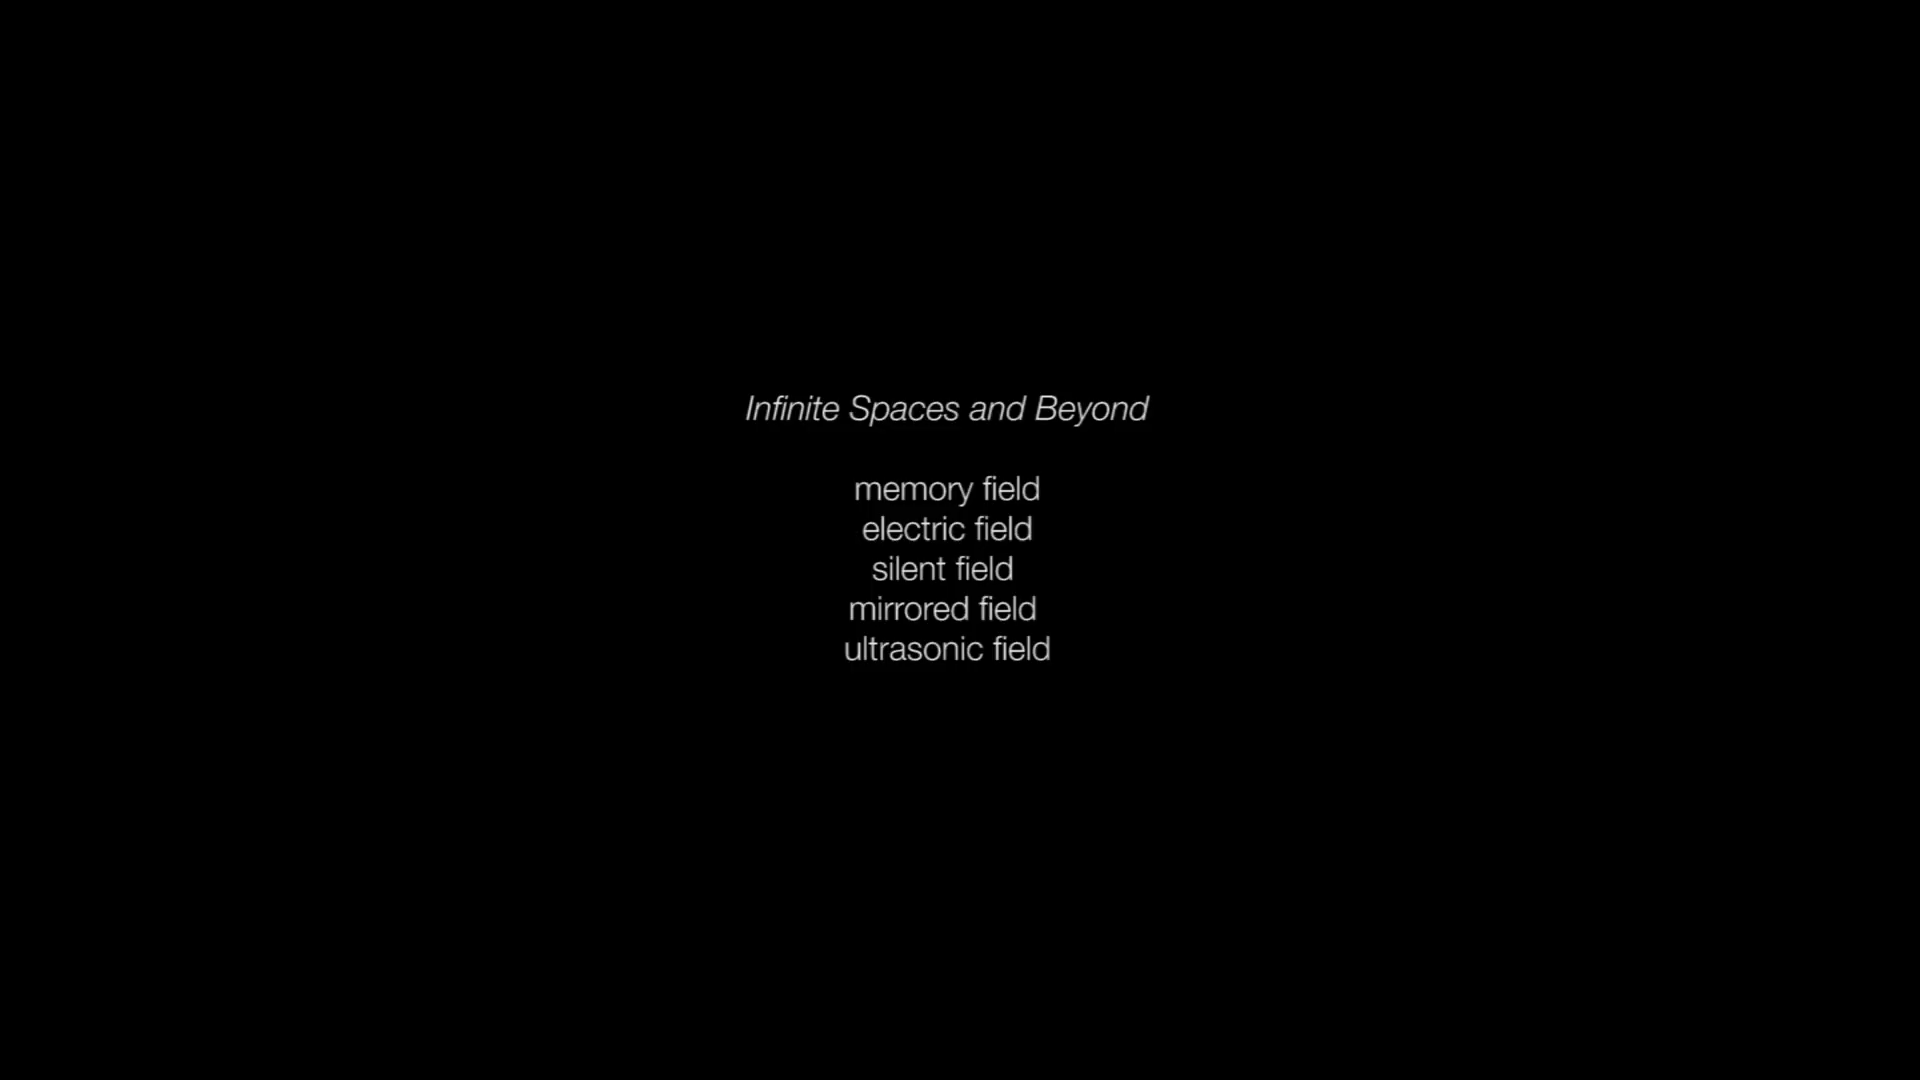 Infinite Spaces and Beyond
memory field
electric field
silent field
mirrored field
ultrasonic field